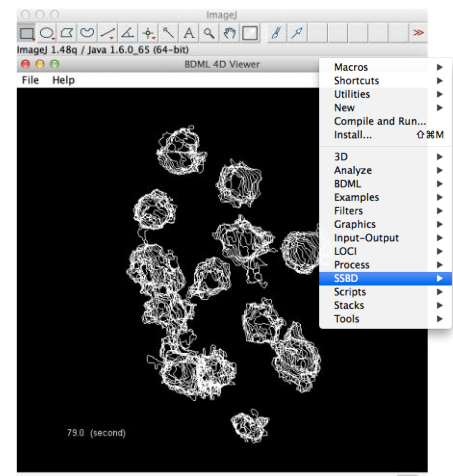 ImageJ
A
>>
ImageJ 1.48q / Java 1.6.0_65 (64-bit)
BDML 4D Viewer
File Help
Macros
Shortcuts
Utilities
New
Compile and Run...
Install... ⇧⌘M
3D
Analyze
BDML
Examples
Filters
Graphics
Input-Output
LOCI
Process
SSBD
Scripts
Stacks
Tools
79.0 (second)